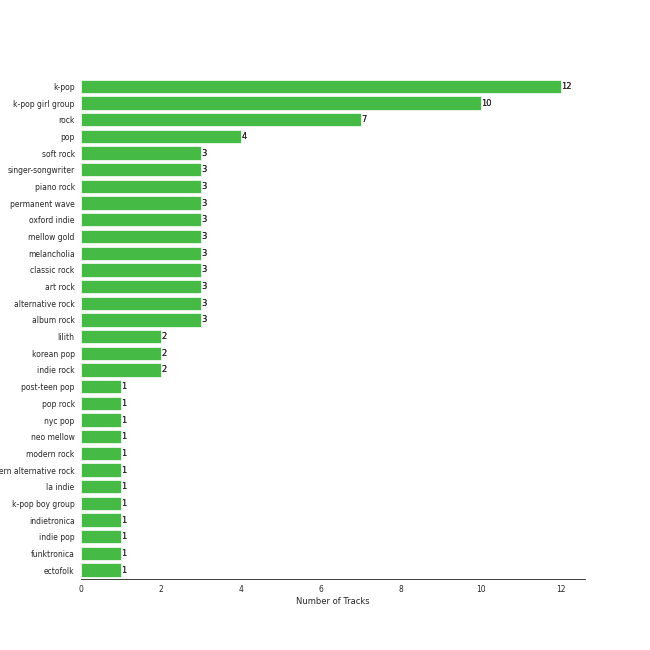 k-pop 12
k-pop girl group 10
rock 7
pop 4
soft rock 3
singer-songwriter 3
piano rock 3
permanent wave 3
oxford indie 3
mellow gold 3
melancholia 3
classic rock 3
art rock 3
alternative rock 3
album rock 3
lilith 2
korean pop 2
indie rock 2
post-teen pop 1
pop rock 1
nyc pop 1
neo mellow 1
modern rock 1
ern alternative rock 1
la indie 1
k-pop boy group 1
indietronica 1
indie pop 1
funktronica 1
ectofolk 1
0 2 4 6 8 10 12
Number of Tracks